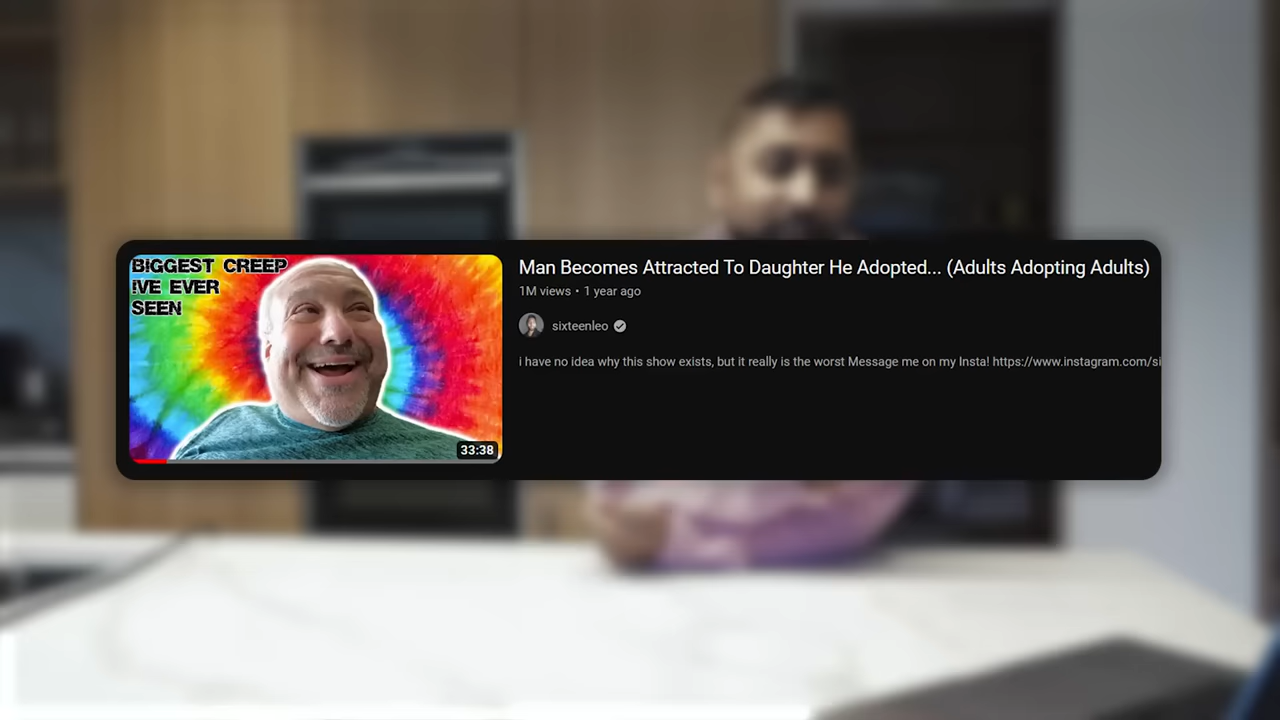 BIGGEST CREEP
IVE EVER
SEEN
33:38
Man Becomes Attracted To Daughter He Adopted... (Adults Adopting Adults)
1M views • 1 year ago
sixteenleo
i have no idea why this show exists, but it really is the worst Message me on my Insta! https://www.instagram.com/si